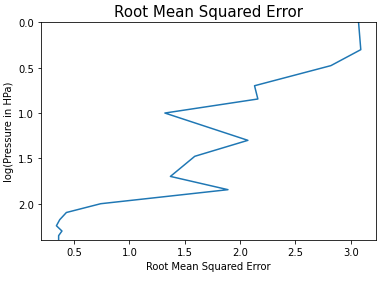 Root Mean Squared Error
log(Pressure in HPa)
0.0
0.5
1.0
1.5
2.0
0.5 1.0 1.5 2.0 2.5 3.0
Root Mean Squared Error